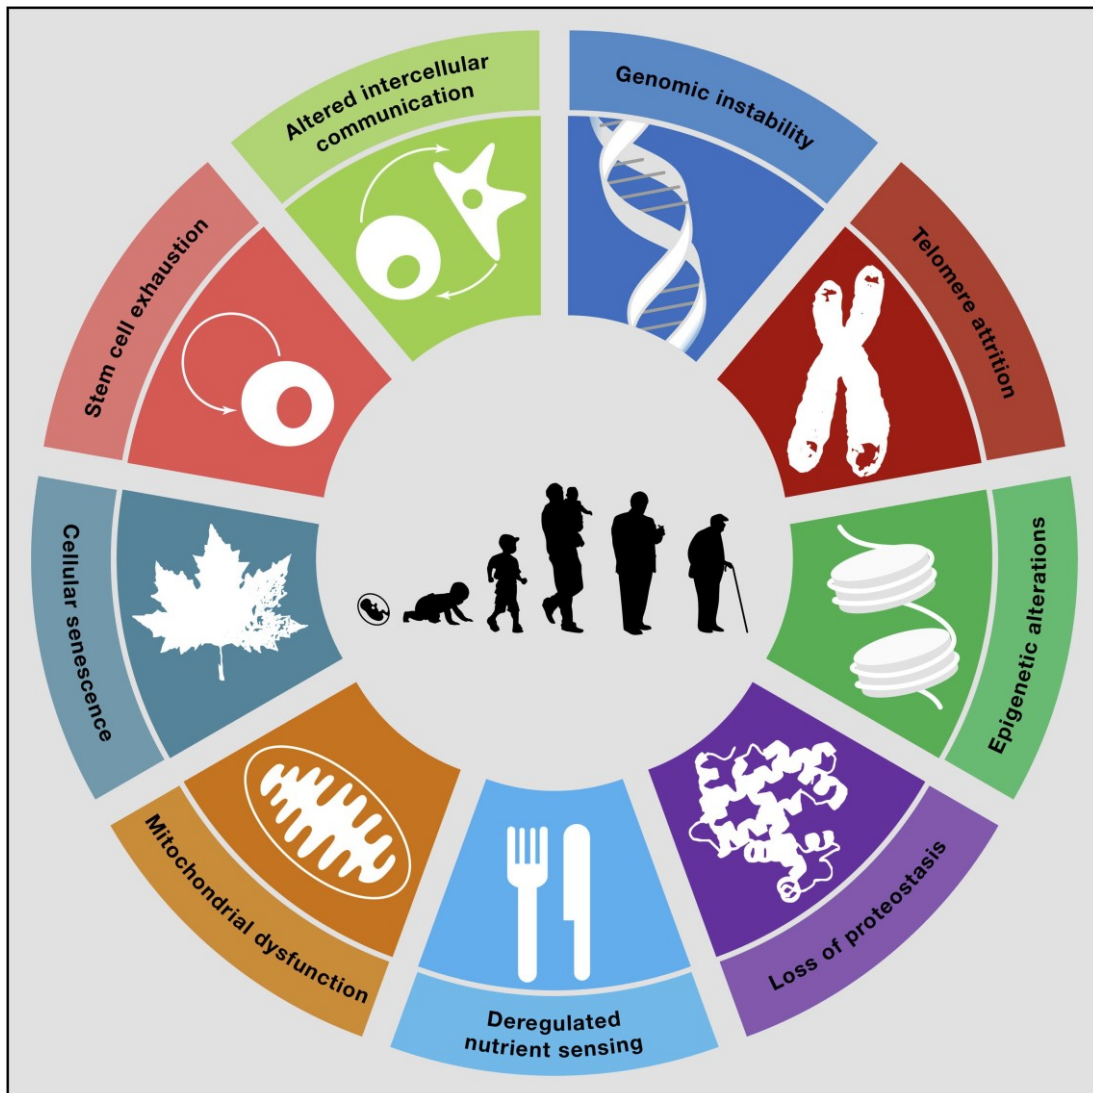 Altered intercellular
communication
Genomic instability
Telomere attrition
Epigenetic alterations
Loss of proteostasis
Deregulated
nutrient sensing
Mitochondrial dysfunction
Cellular senescence
Stem cell exhaustion